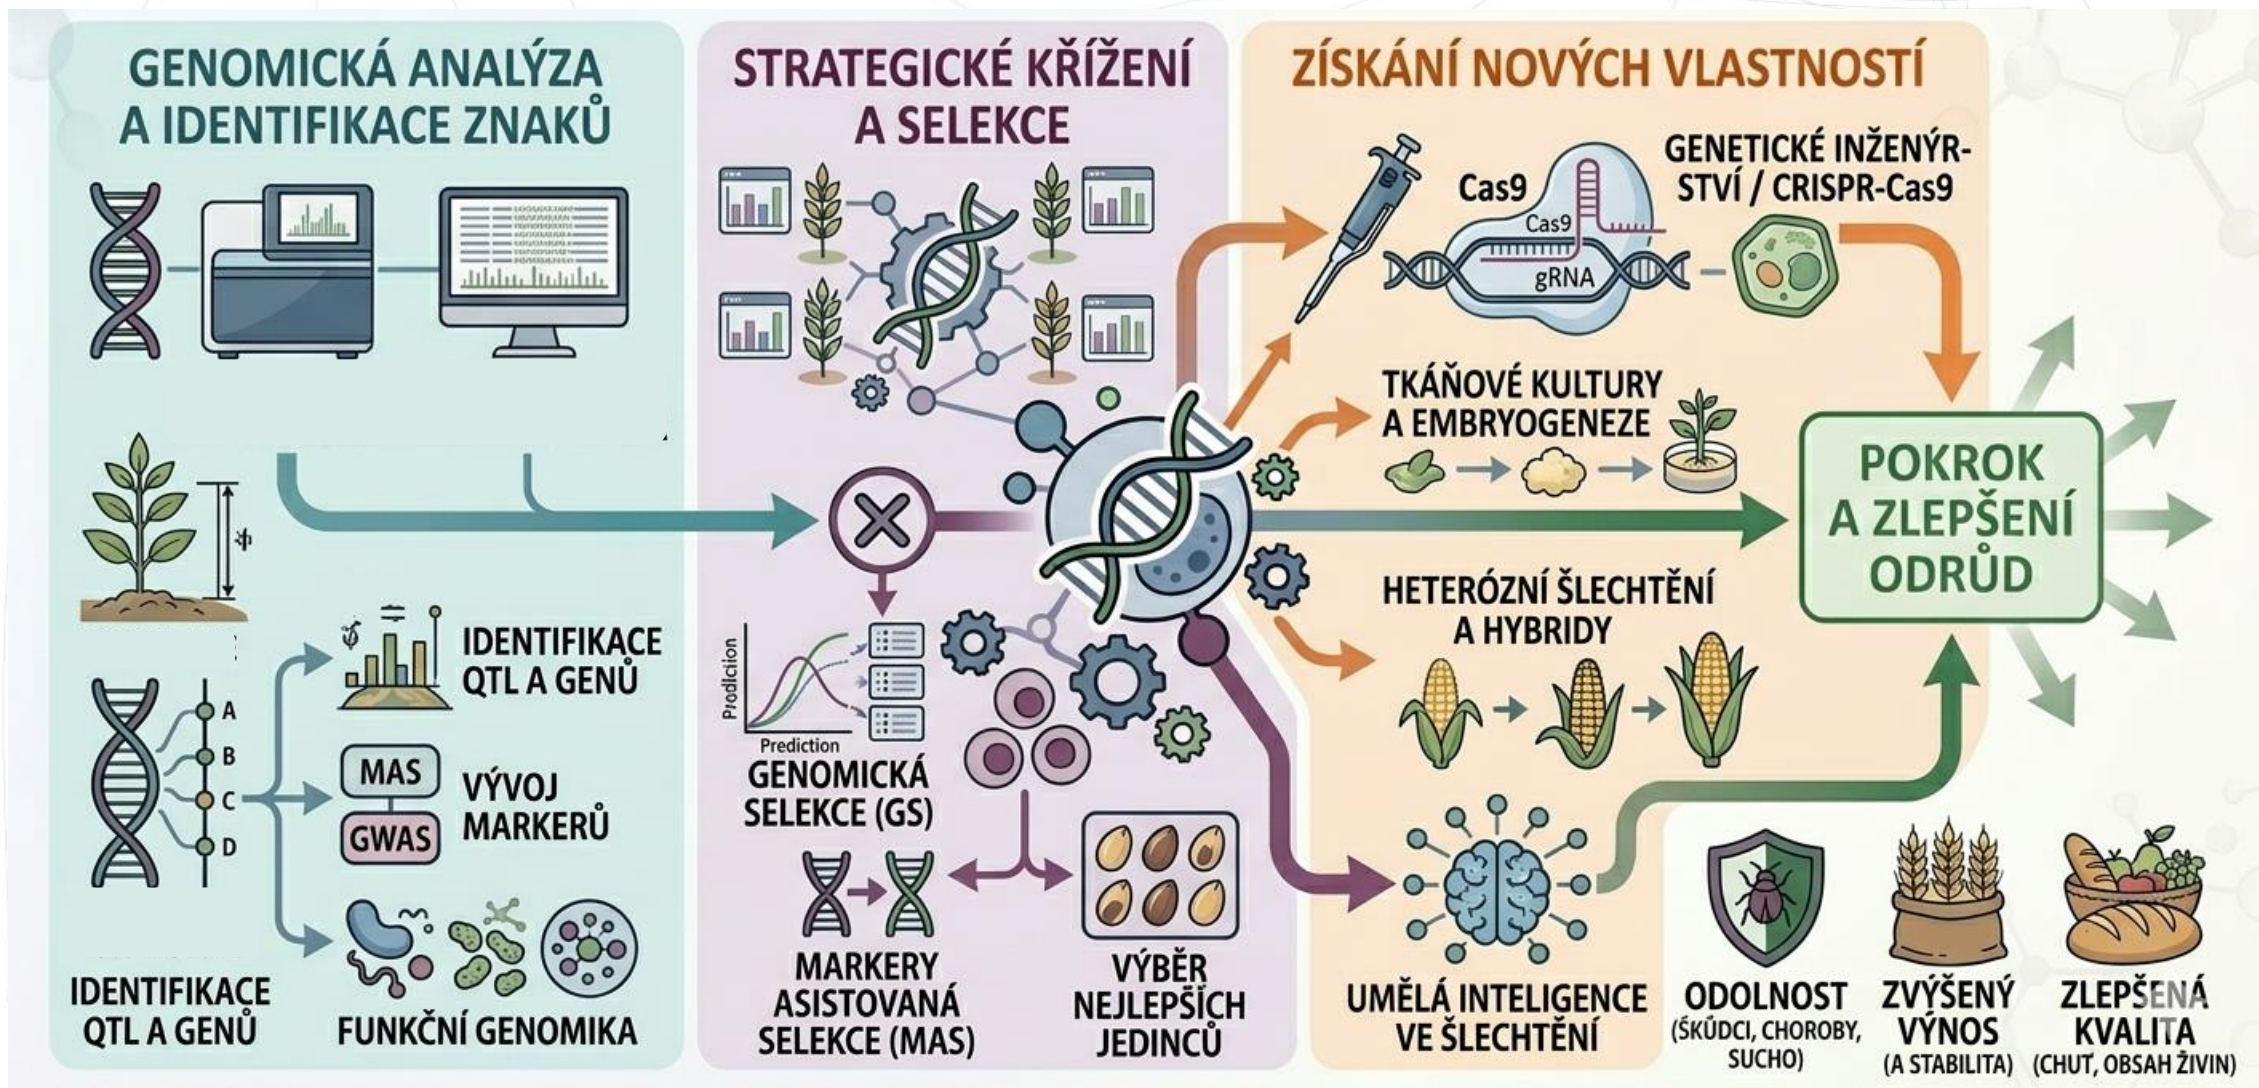 GENOMICKÁ ANALÝZA
A IDENTIFIKACE ZNAKŮ
A
B
C
D
IDENTIFIKACE
QTL A GENŮ
MAS
GWAS
VÝVOJ
MARKERŮ
IDENTIFIKACE
QTL A GENŮ
FUNKČNÍ GENOMIKA
STRATEGICKÉ KŘÍŽENÍ
A SELEKCE
Pradiciion
Prediction
GENOMICKÁ
SELEKCE (GS)
MARKERY
ASISTOVANÁ
SELEKCE (MAS)
VÝBĚR
NEJLEPŠÍCH
JEDINCŮ
ZÍSKÁNÍ NOVÝCH VLASTNOSTÍ
GENETICKÉ INŽENÝR-
STVÍ / CRISPR-Cas9
Cas9
Cas9
gRNA
TKÁŇOVÉ KULTURY
A EMBRYOGENEZE
HETERÓZNÍ ŠLECHTĚNÍ
A HYBRIDY
UMĚLÁ INTELIGENCE
VE ŠLECHTĚNÍ
POKROK
A ZLEPŠENÍ
ODRŮD
ODOLNOST
(ŠKŮDCI, CHOROBY,
SUCHO)
ZVÝŠENÝ
VÝNOS
(A STABILITA)
ZLEPŠENÁ
KVALITA
(CHUŤ, OBSAH ŽIVIN)